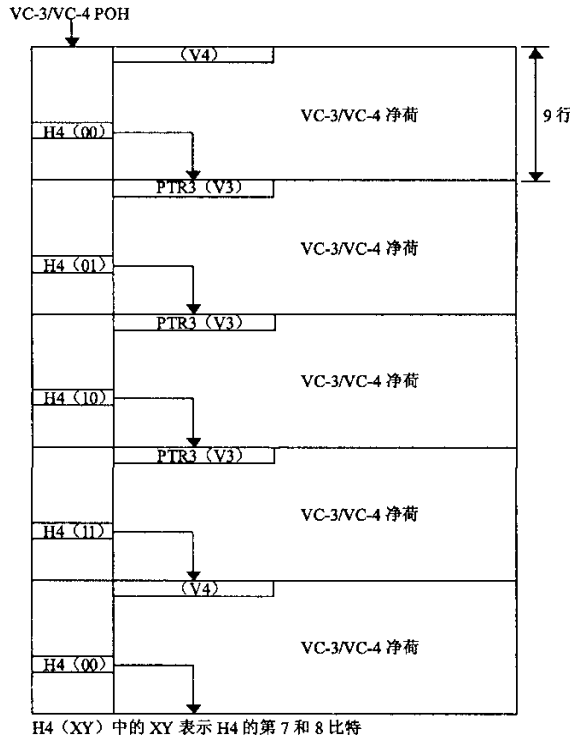 VC-3/VC-4 POH
(V4)
VC-3/VC-4 净荷
9 行
H4（00）
PTR3（V3）
VC-3/VC-4 净荷
H4（01）
PTR3（V3）
VC-3/VC-4 净荷
H4（10）
PTR3（V3）
VC-3/VC-4 净荷
H4（11）
(V4)
VC-3/VC-4 净荷
H4（00）
H4（XY）中的 XY 表示 H4 的第 7 和 8 比特